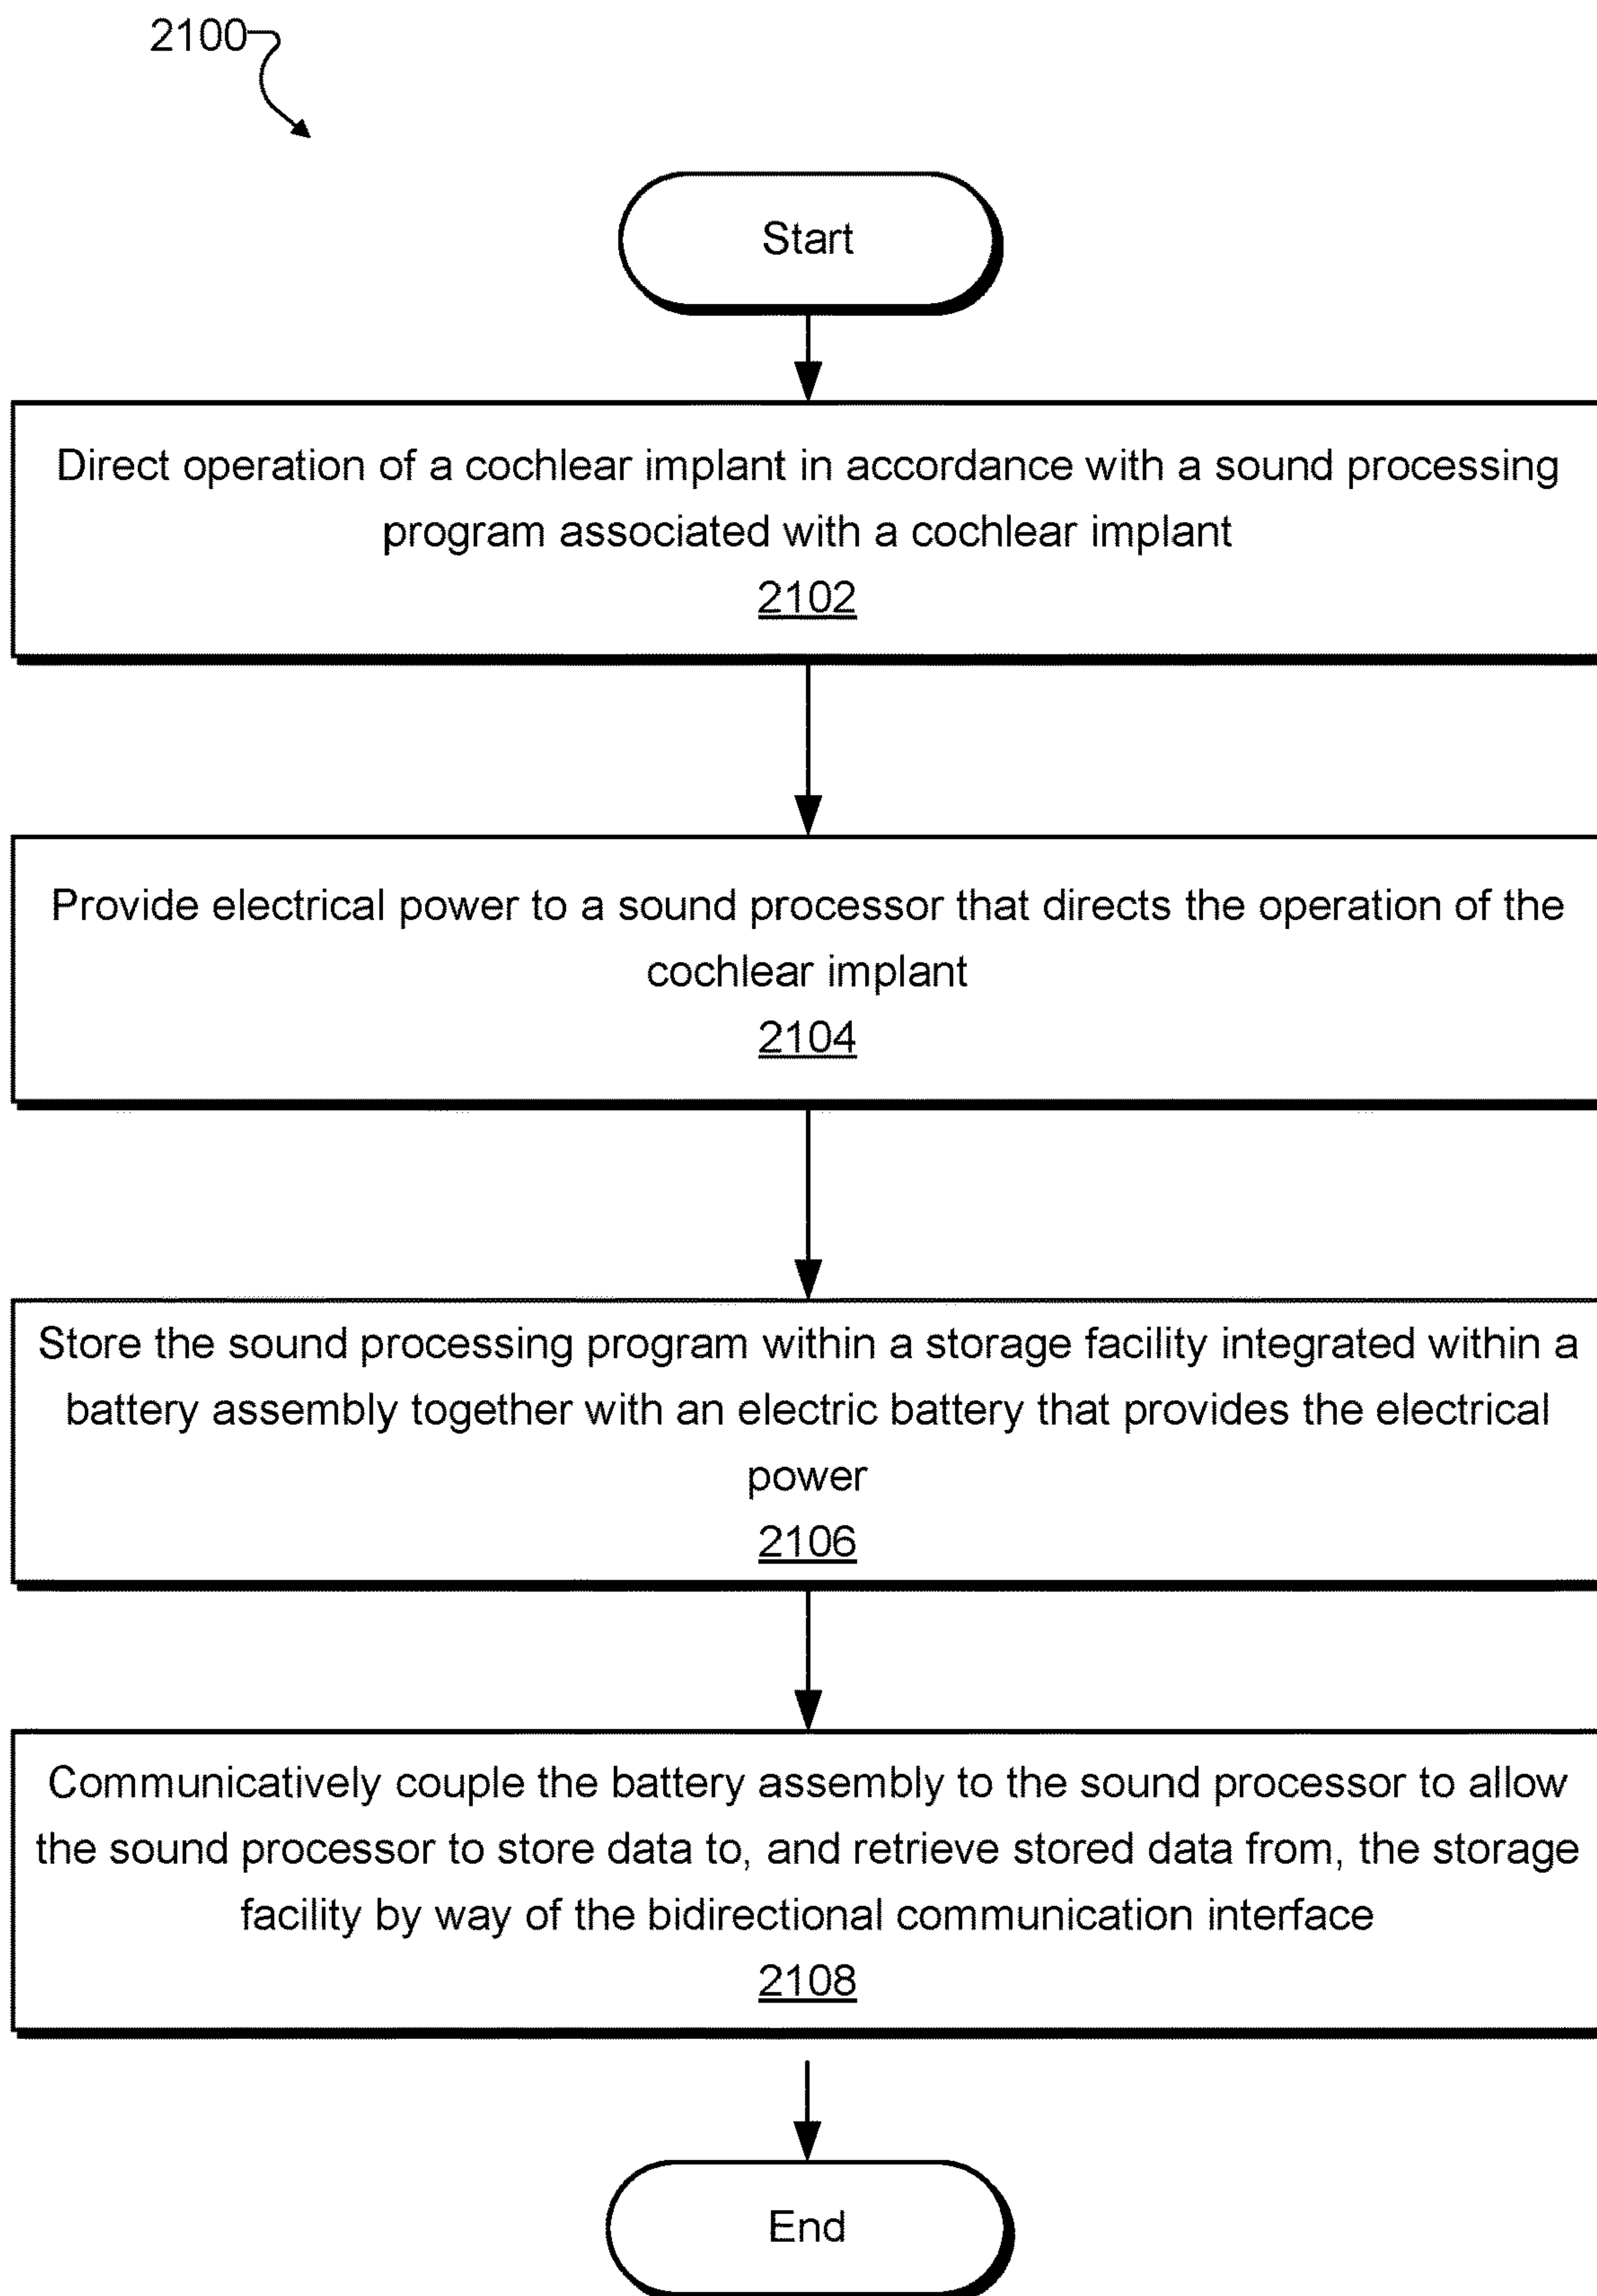 2100
Start
Direct operation of a cochlear implant in accordance with a sound processing
program associated with a cochlear implant
2102
Provide electrical power to a sound processor that directs the operation of the
cochlear implant
2104
Store the sound processing program within a storage facility integrated within a
battery assembly together with an electric battery that provides the electrical
power
2106
Communicatively couple the battery assembly to the sound processor to allow
the sound processor to store data to, and retrieve stored data from, the storage
facility by way of the bidirectional communication interface
2108
End